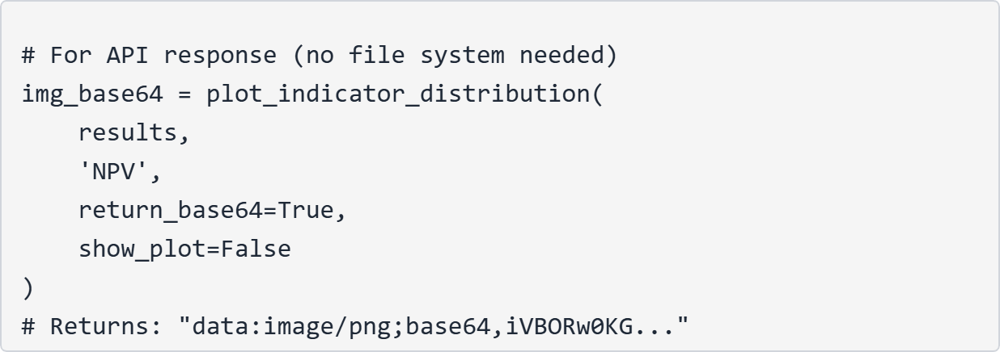 # For API response (no file system needed)
img_base64 = plot_indicator_distribution(
    results,
    'NPV',
    return_base64=True,
    show_plot=False
)
# Returns: "data:image/png;base64,iVBORw0KG..."